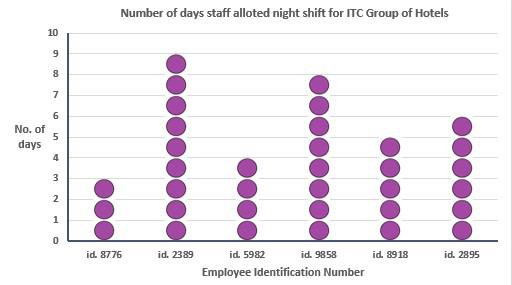 Number of days staff alloted night shift for ITC Group of Hotels
10
9
8
7
6
5
4
3
2
1
0
No. of
days
id. 8776 id. 2389 id. 5982 id. 9858 id. 8918 id. 2895
Employee Identification Number